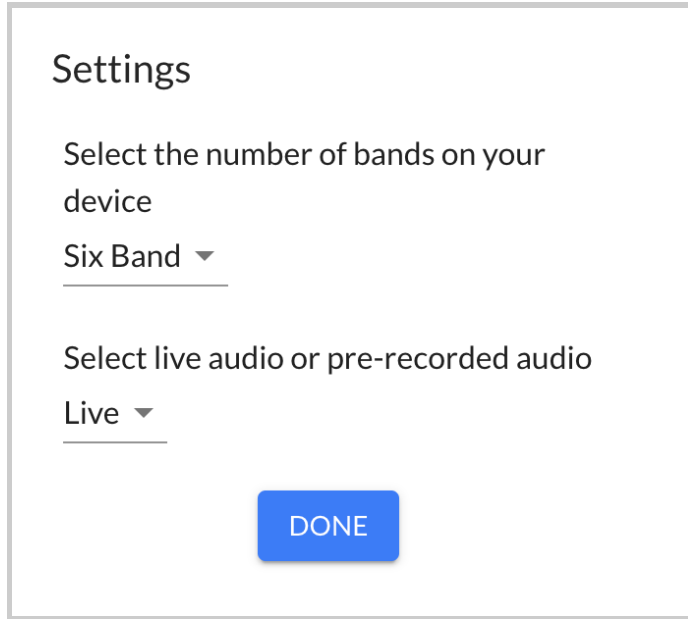 Settings
Select the number of bands on your
device
Six Band
Select live audio or pre-recorded audio
Live
DONE